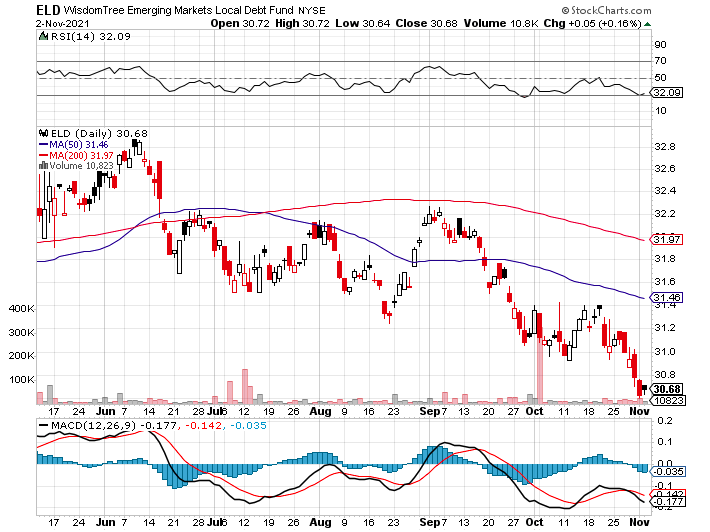 ELD WisdomTree Emerging Markets Local Debt Fund NYSE © StockCharts.com
2-Nov-2021 Open 30.72 High 30.72 Low 30.64 Close 30.68 Volume 10.8K Chg +0.05 (+0.16%)
RSI(14) 32.09
90
70
50
32.09
10
ELD (Daily) 30.68
MA(50) 31.46
MA(200) 31.97
Volume 10,823
32.8
32.6
32.4
32.2
32.0
31.97
31.8
31.6
31.46
31.4
31.2
31.0
30.8
30.68
10823
400K
300K
200K
100K
17 24 Jun 7 14 21 28 Jul 6 12 19 26 Aug 9 16 23 Sep 7 13 20 27 Oct 11 18 25 Nov
MACD(12,26,9) -0.177, -0.142, -0.035
0.2
0.1
0.0
-0.035
-0.142
-0.177
17 24 Jun 7 14 21 28 Jul 6 12 19 26 Aug 9 16 23 Sep 7 13 20 27 Oct 11 18 25 Nov